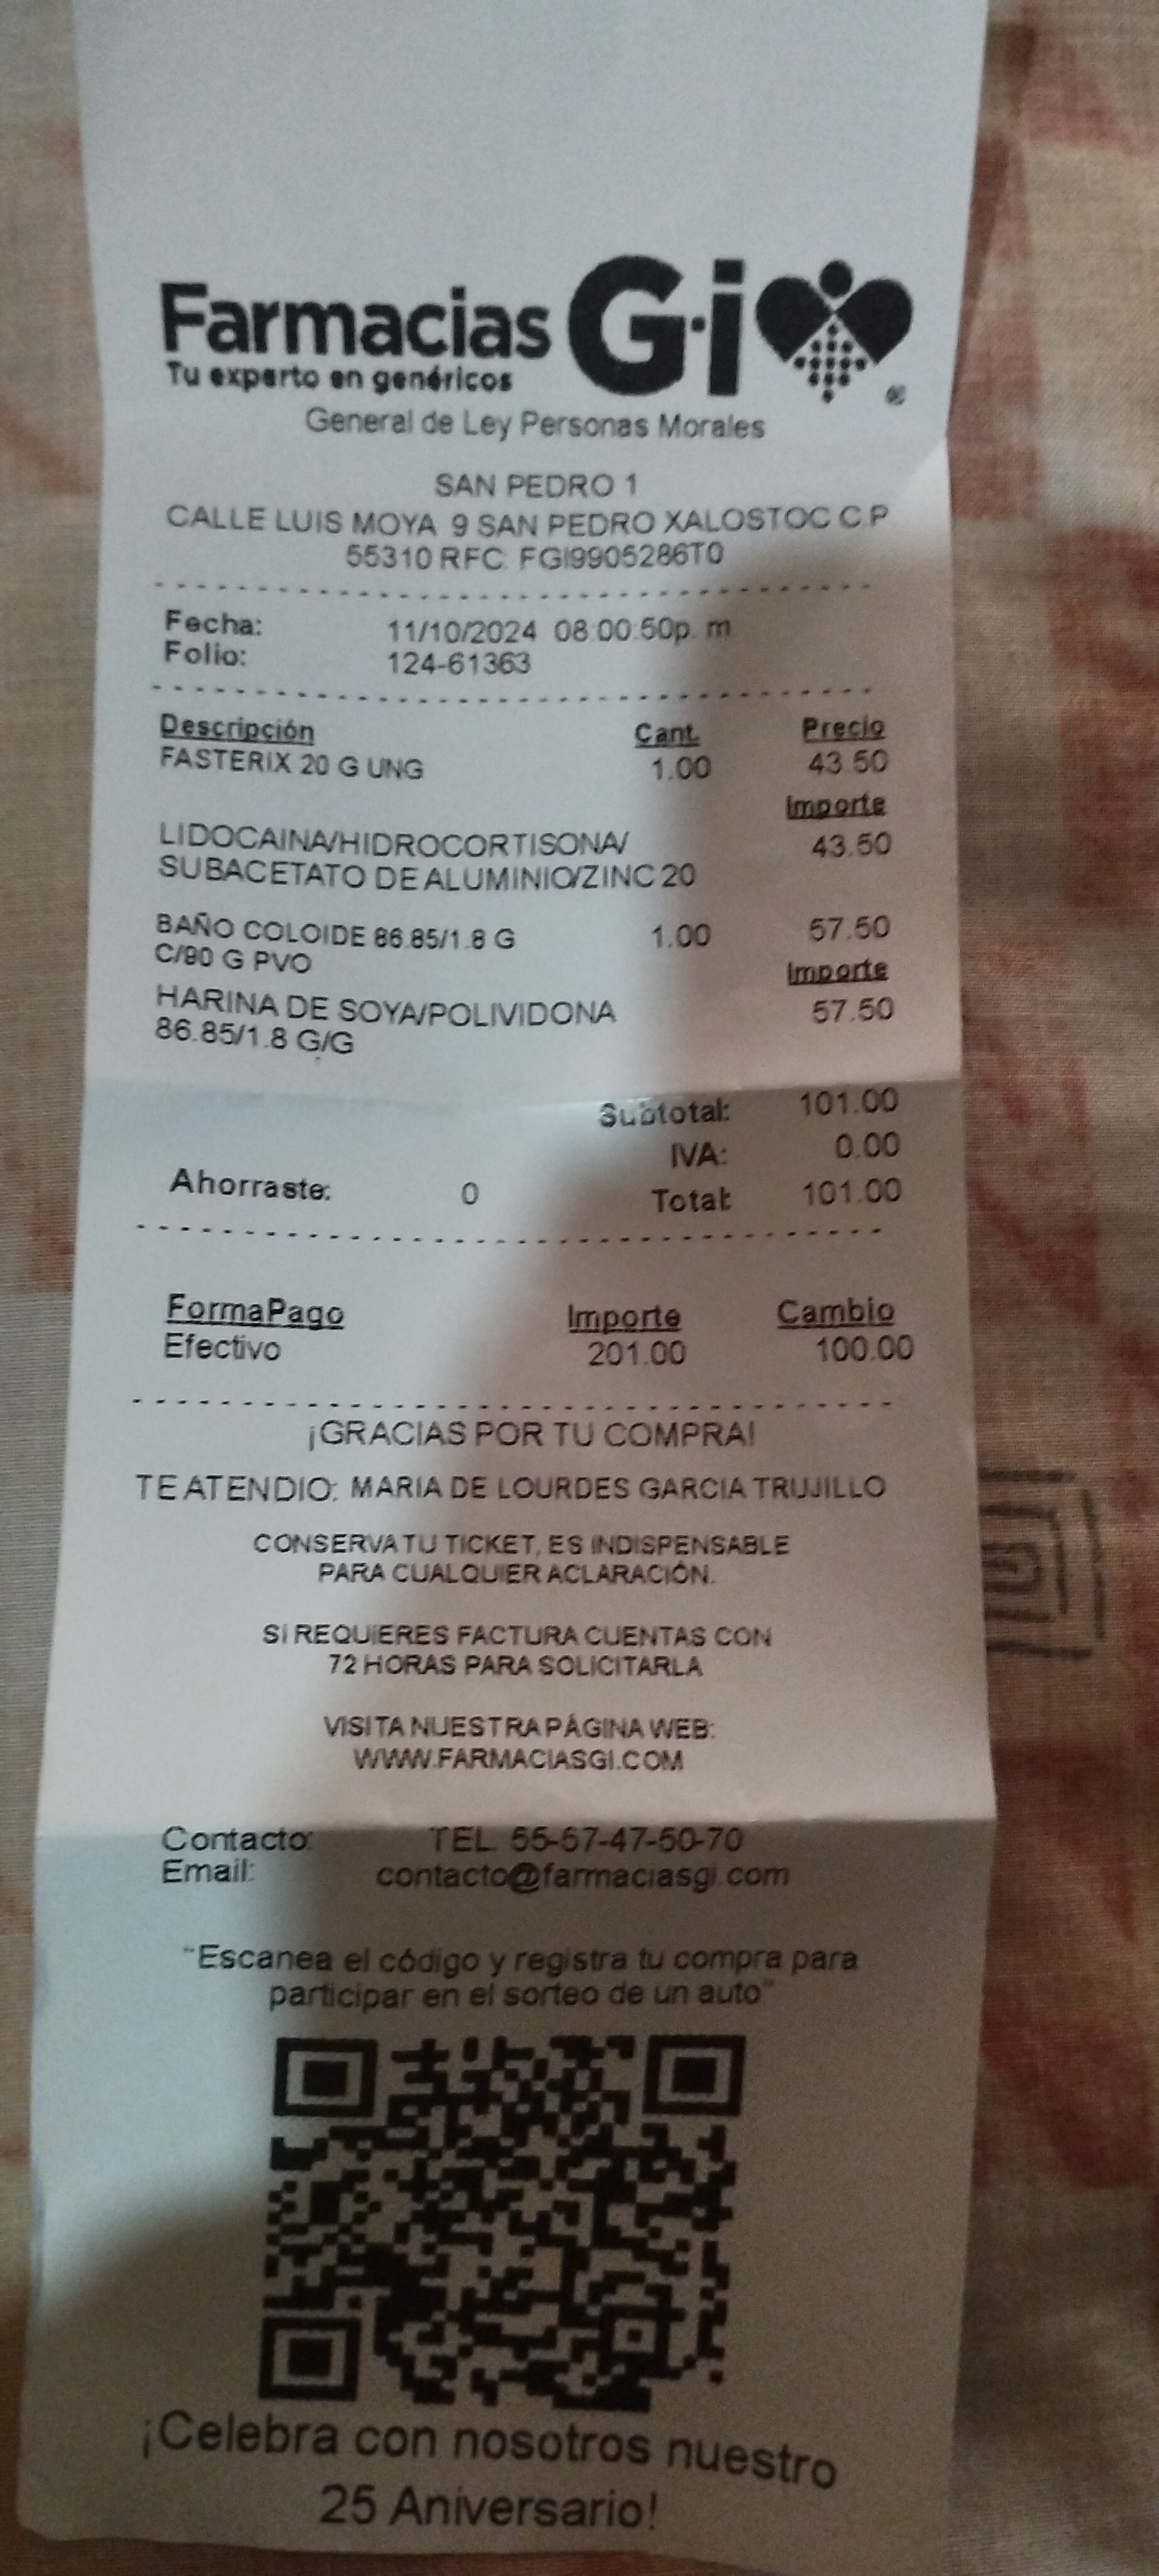 Farmacias G·i
Tu experto en genéricos
General de Ley Personas Morales
SAN PEDRO 1
CALLE LUIS MOYA 9 SAN PEDRO XALOSTOC C.P.
55310 RFC: FGI9905286T0
Fecha: 11/10/2024 08:00:50p. m.
Folio: 124-61363
Descripción Cant. Precio
FASTERIX 20 G UNG 1.00 43.50
Importe
LIDOCAINA/HIDROCORTISONA/ 43.50
SUBACETATO DE ALUMINIO/ZINC 20
BAÑO COLOIDE 86.85/1.8 G 1.00 57.50
C/90 G PVO
Importe
HARINA DE SOYA/POLIVIDONA 57.50
86.85/1.8 G/G
Subtotal: 101.00
IVA: 0.00
Ahorraste: 0 Total: 101.00
FormaPago Importe Cambio
Efectivo 201.00 100.00
¡GRACIAS POR TU COMPRA!
TE ATENDIO: MARIA DE LOURDES GARCIA TRUJILLO
CONSERVA TU TICKET, ES INDISPENSABLE
PARA CUALQUIER ACLARACIÓN.
SI REQUIERES FACTURA CUENTAS CON
72 HORAS PARA SOLICITARLA
VISITA NUESTRA PÁGINA WEB:
WWW.FARMACIASGI.COM
Contacto: TEL. 55-57-47-50-70
Email: contacto@farmaciasgi.com
"Escanea el código y registra tu compra para
participar en el sorteo de un auto"
¡Celebra con nosotros nuestro
25 Aniversario!